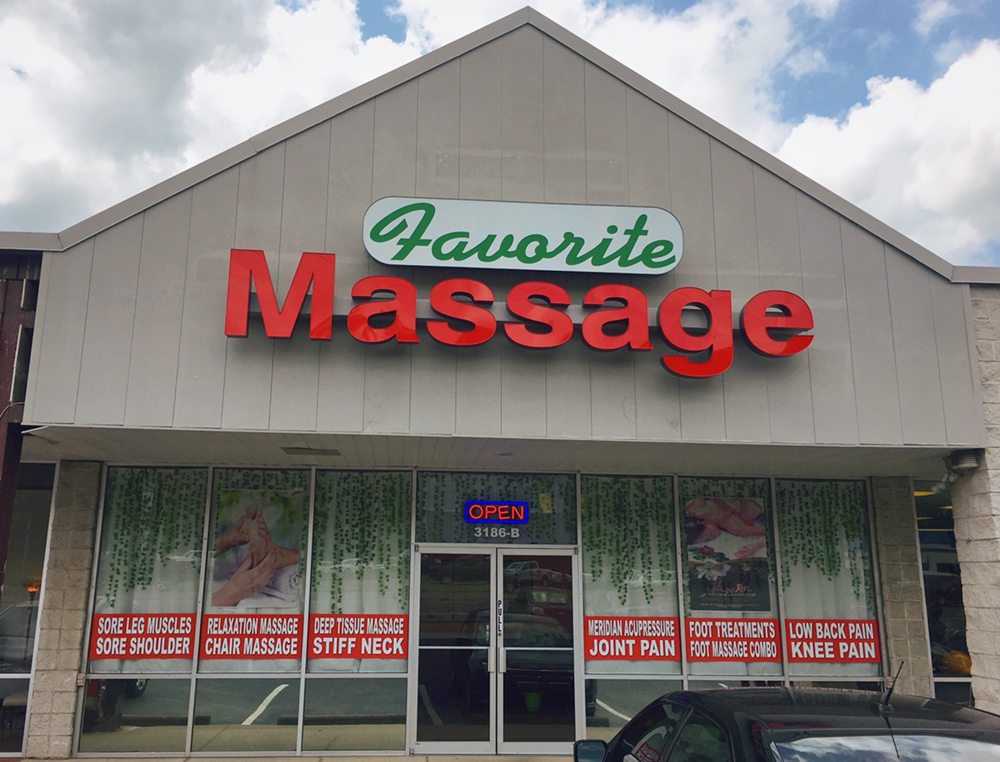 Favorite
Massage
OPEN
3186-B
PULL
SORE LEG MUSCLES
SORE SHOULDER
RELAXATION MASSAGE
CHAIR MASSAGE
DEEP TISSUE MASSAGE
STIFF NECK
MERIDIAN ACUPRESSURE
JOINT PAIN
FOOT TREATMENTS
FOOT MASSAGE COMBO
LOW BACK PAIN
KNEE PAIN